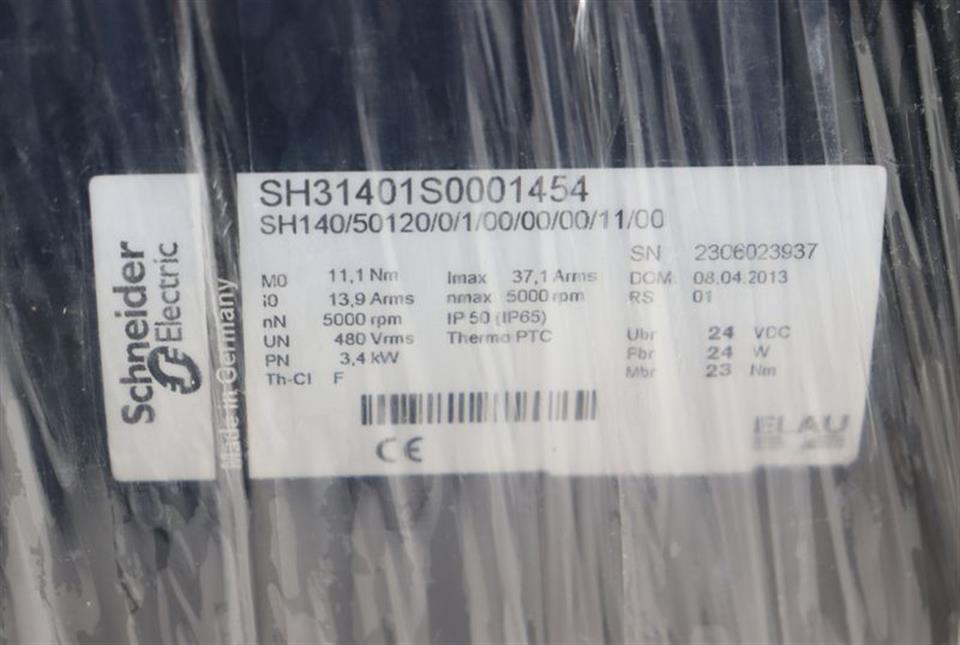 Schneider
Electric
Made in Germany
SH31401S0001454
SH140/50120/0/1/00/00/00/11/00
SN 2306023937
M0 11,1 Nm Imax 37,1 Arms DOM 08.04.2013
I0 13,9 Arms nmax 5000 rpm RS 01
nN 5000 rpm IP 50 (IP65)
UN 480 Vrms Thermo PTC Ubr 24 VDC
PN 3,4 kW Pbr 24 W
Th-Cl F Mbr 23 Nm
CE
ELAU